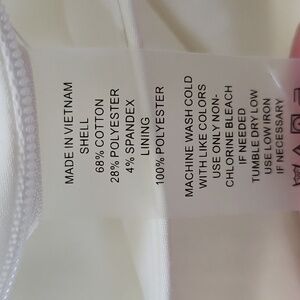 MADE IN VIETNAM
SHELL
68% COTTON
28% POLYESTER
4% SPANDEX
LINING
100% POLYESTER
MACHINE WASH COLD
WITH LIKE COLORS
USE ONLY NON-
CHLORINE BLEACH
IF NEEDED
TUMBLE DRY LOW
USE LOW IRON
IF NECESSARY